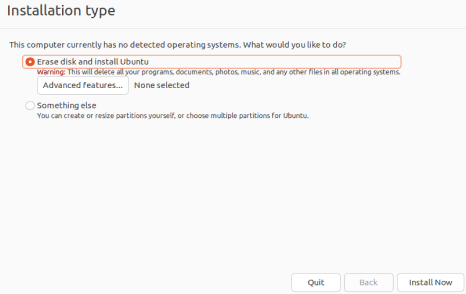 Installation type
This computer currently has no detected operating systems. What would you like to do?
Erase disk and install Ubuntu
Warning: This will delete all your programs, documents, photos, music, and any other files in all operating systems.
Advanced features... None selected
Something else
You can create or resize partitions yourself, or choose multiple partitions for Ubuntu.
Quit Back Install Now